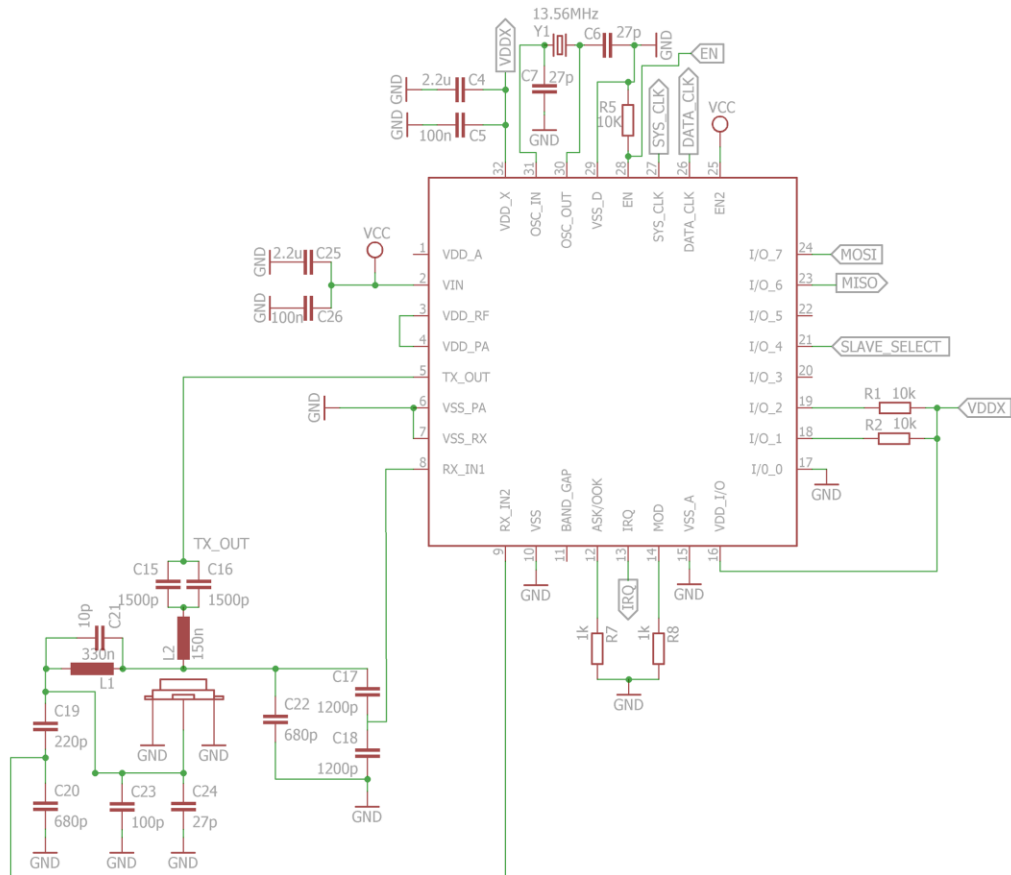 13.56MHz
Y1
C6
27p
GND
VDDX
EN
2.2u
C4
GND
C7
27p
SYS_CLK
DATA_CLK
VCC
R5
10K
GND
100n
C5
GND
32
31
30
29
28
27
26
25
VDD_X
OSC_IN
OSC_OUT
VSS_D
EN
SYS_CLK
DATA_CLK
EN2
VCC
GND
2.2u
C25
GND
100n
C26
1
VDD_A
2
VIN
3
VDD_RF
4
VDD_PA
5
TX_OUT
6
VSS_PA
7
VSS_RX
8
RX_IN1
GND
I/O_7
24
MOSI
I/O_6
23
MISO
I/O_5
22
I/O_4
21
SLAVE_SELECT
I/O_3
20
I/O_2
19
R1
10k
VDDX
I/O_1
18
R2
10k
I/0_0
17
GND
RX_IN2
VSS
BAND_GAP
ASK/OOK
IRQ
MOD
VSS_A
VDD_I/O
9
10
11
12
13
14
15
16
GND
IRQ
GND
1k
R7
1k
R8
GND
TX_OUT
C15
C16
1500p
1500p
10p
C21
330n
L1
L2
150n
C17
1200p
C22
680p
C18
1200p
GND
GND
GND
C19
220p
C20
680p
C23
100p
C24
27p
GND
GND
GND